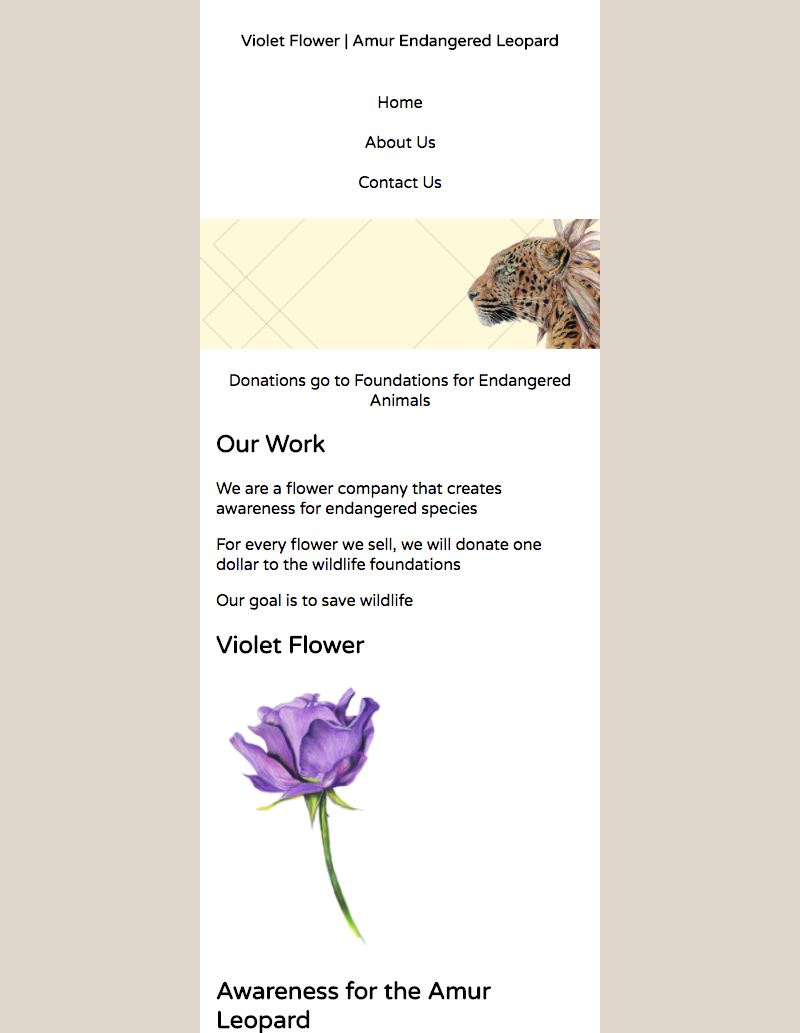 Violet Flower | Amur Endangered Leopard
Home
About Us
Contact Us
Donations go to Foundations for Endangered
Animals
Our Work
We are a flower company that creates
awareness for endangered species
For every flower we sell, we will donate one
dollar to the wildlife foundations
Our goal is to save wildlife
Violet Flower
Awareness for the Amur
Leopard